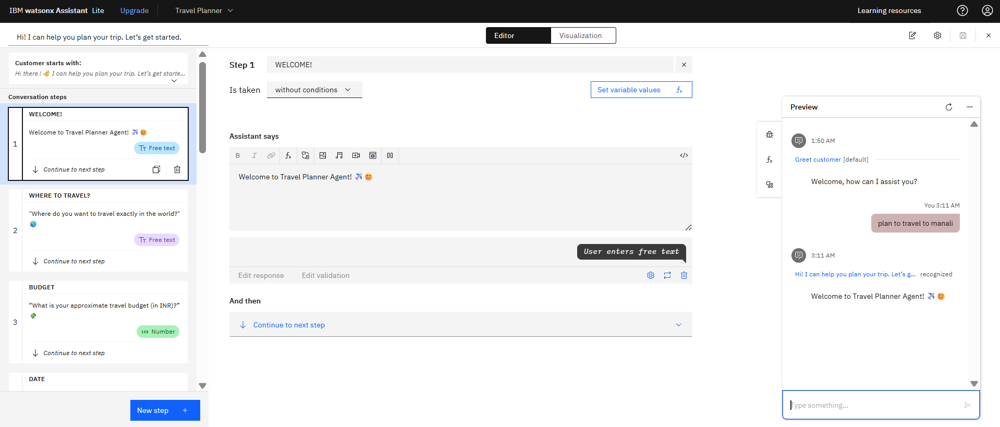 IBM watsonx Assistant Lite Upgrade Travel Planner Learning resources
Hi! I can help you plan your trip. Let’s get started.
Editor Visualization
Customer starts with:
Hi there ! 👋 I can help you plan your trip. Let’s get starte...
Conversation steps
1
WELCOME!
Welcome to Travel Planner Agent! ✈️ 😊
Free text
Continue to next step
2
WHERE TO TRAVEL?
"Where do you want to travel exactly in the world?"
🌏
Free text
Continue to next step
3
BUDGET
“What is your approximate travel budget (in INR)?”
💸
123 Number
Continue to next step
DATE
New step +
Step 1 WELCOME!
Is taken without conditions
Set variable values fx
Assistant says
B I fx </>
Welcome to Travel Planner Agent! ✈️ 😊
User enters free text
Edit response Edit validation
And then
Continue to next step
fx
Preview
1:50 AM
Greet customer [default]
Welcome, how can I assist you?
You 3:11 AM
plan to travel to manali
3:11 AM
Hi! I can help you plan your trip. Let’s g... recognized
Welcome to Travel Planner Agent! ✈️ 😊
Type something...